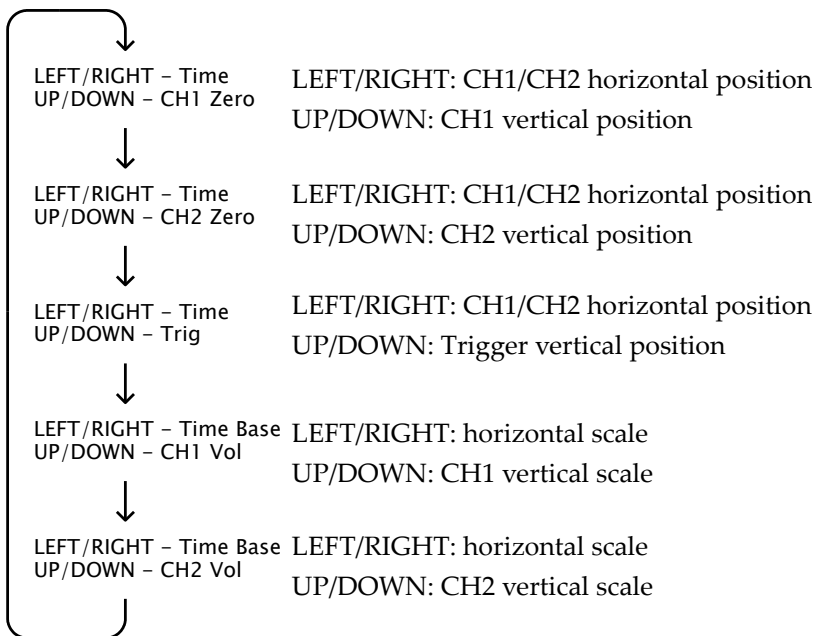 LEFT/RIGHT – Time
UP/DOWN – CH1 Zero
LEFT/RIGHT: CH1/CH2 horizontal position
UP/DOWN: CH1 vertical position
LEFT/RIGHT – Time
UP/DOWN – CH2 Zero
LEFT/RIGHT: CH1/CH2 horizontal position
UP/DOWN: CH2 vertical position
LEFT/RIGHT – Time
UP/DOWN – Trig
LEFT/RIGHT: CH1/CH2 horizontal position
UP/DOWN: Trigger vertical position
LEFT/RIGHT – Time Base
UP/DOWN – CH1 Vol
LEFT/RIGHT: horizontal scale
UP/DOWN: CH1 vertical scale
LEFT/RIGHT – Time Base
UP/DOWN – CH2 Vol
LEFT/RIGHT: horizontal scale
UP/DOWN: CH2 vertical scale